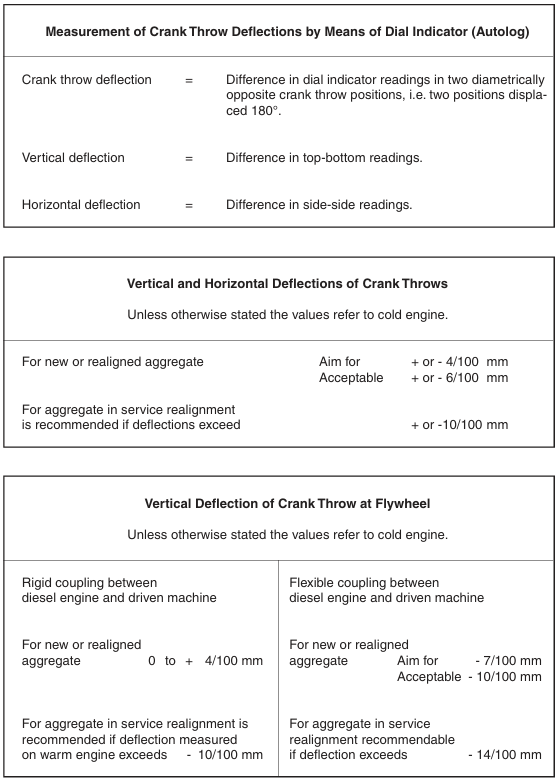 Measurement of Crank Throw Deflections by Means of Dial Indicator (Autolog)
Crank throw deflection = Difference in dial indicator readings in two diametrically
opposite crank throw positions, i.e. two positions displa-
ced 180°.
Vertical deflection = Difference in top-bottom readings.
Horizontal deflection = Difference in side-side readings.
Vertical and Horizontal Deflections of Crank Throws
Unless otherwise stated the values refer to cold engine.
For new or realigned aggregate Aim for + or - 4/100 mm
Acceptable + or - 6/100 mm
For aggregate in service realignment
is recommended if deflections exceed + or -10/100 mm
Vertical Deflection of Crank Throw at Flywheel
Unless otherwise stated the values refer to cold engine.
Rigid coupling between
diesel engine and driven machine
For new or realigned
aggregate 0 to + 4/100 mm
For aggregate in service realignment is
recommended if deflection measured
on warm engine exceeds - 10/100 mm
Flexible coupling between
diesel engine and driven machine
For new or realigned
aggregate Aim for - 7/100 mm
Acceptable - 10/100 mm
For aggregate in service
realignment recommendable
if deflection exceeds - 14/100 mm